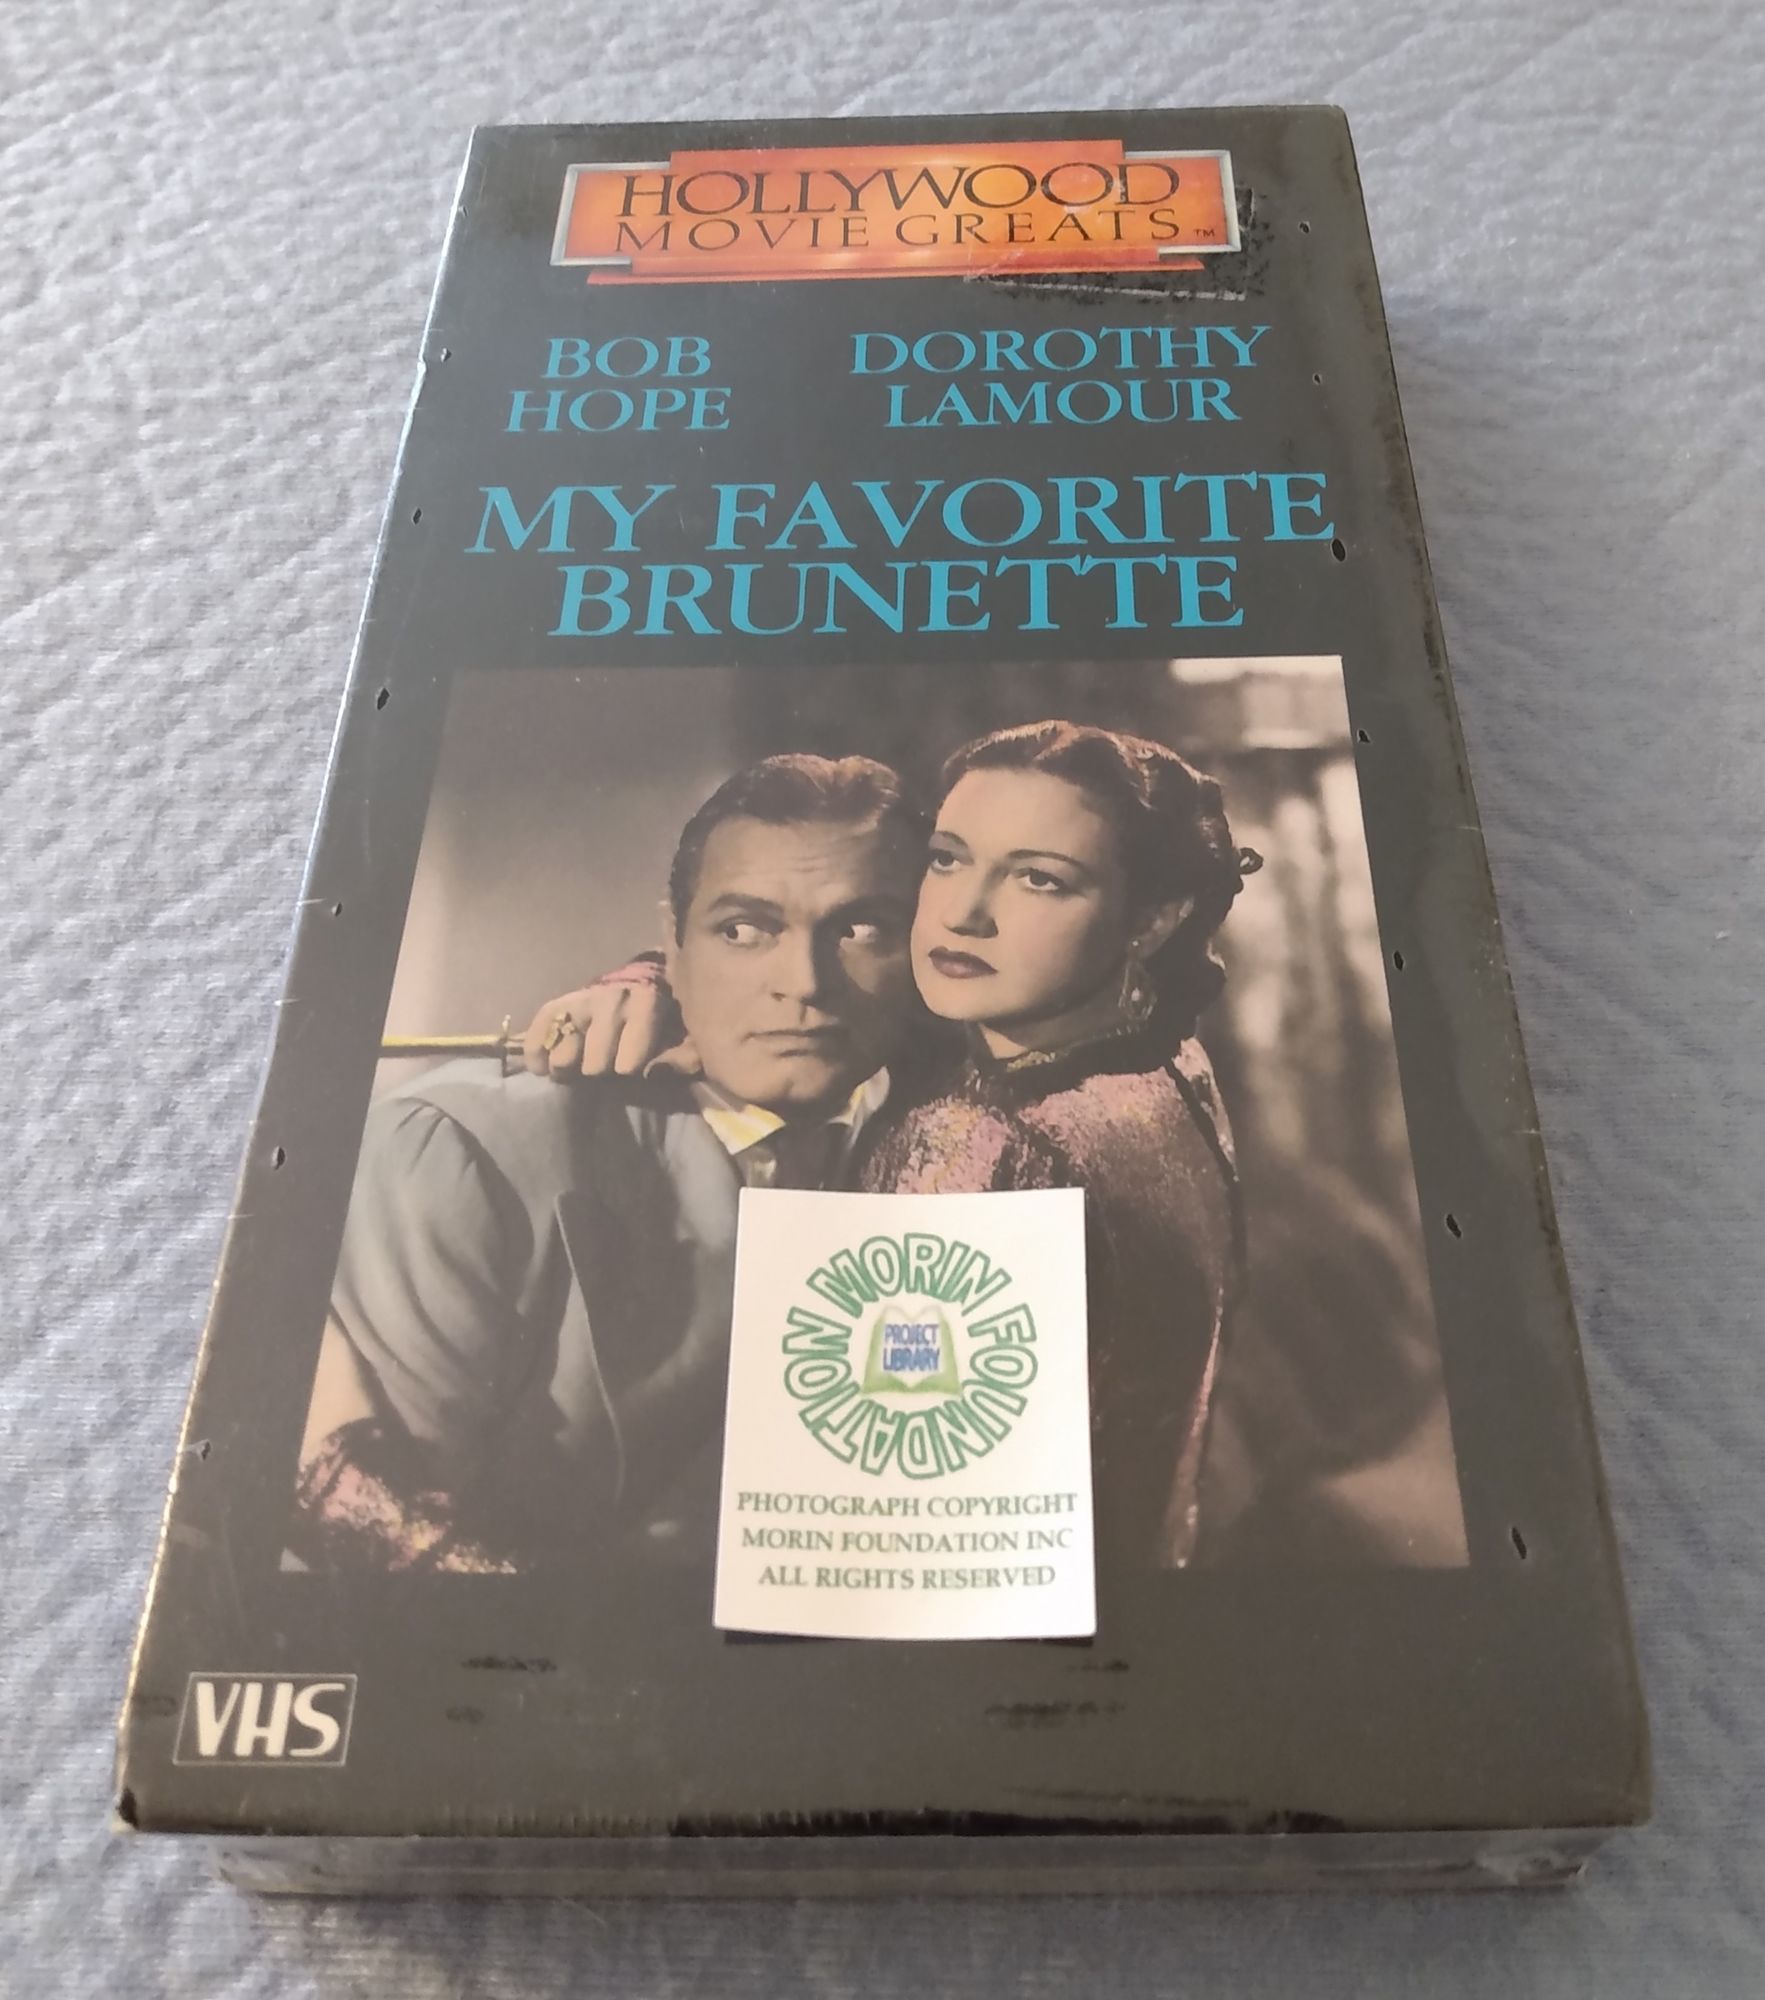 HOLLYWOOD
MOVIE GREATS™
BOB HOPE
DOROTHY LAMOUR
MY FAVORITE
BRUNETTE
MORIN FOUNDATION
PROJECT
LIBRARY
PHOTOGRAPH COPYRIGHT
MORIN FOUNDATION INC
ALL RIGHTS RESERVED
VHS